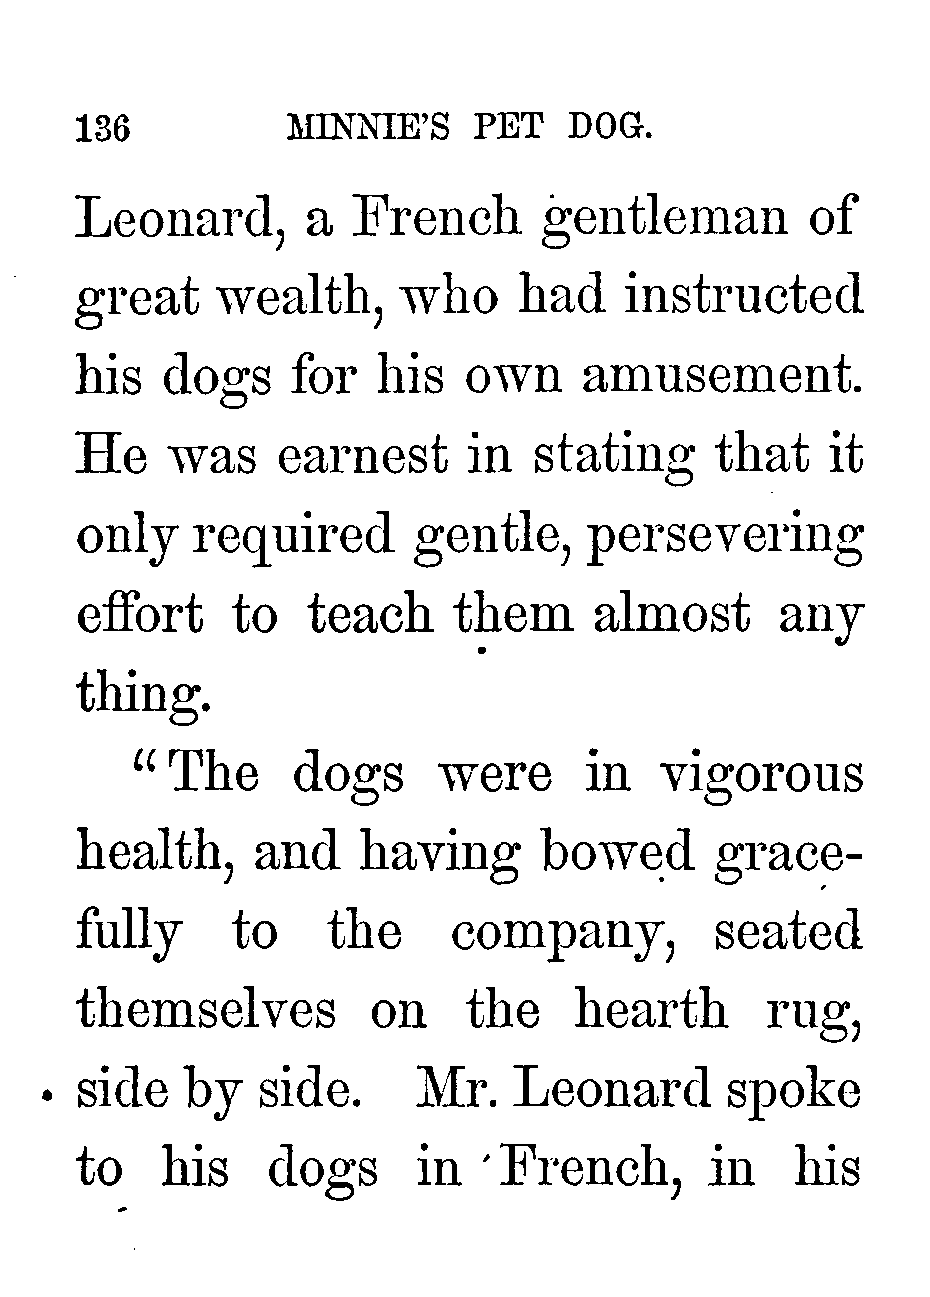 136 MINNIE'S PET DOG.
Leonard, a French gentleman of
great wealth, who had instructed
his dogs for his own amusement.
He was earnest in stating that it
only required gentle, persevering
effort to teach them almost any
thing.
"The dogs were in vigorous
health, and having bowed grace-
fully to the company, seated
themselves on the hearth rug,
side by side. Mr. Leonard spoke
to his dogs in French, in his